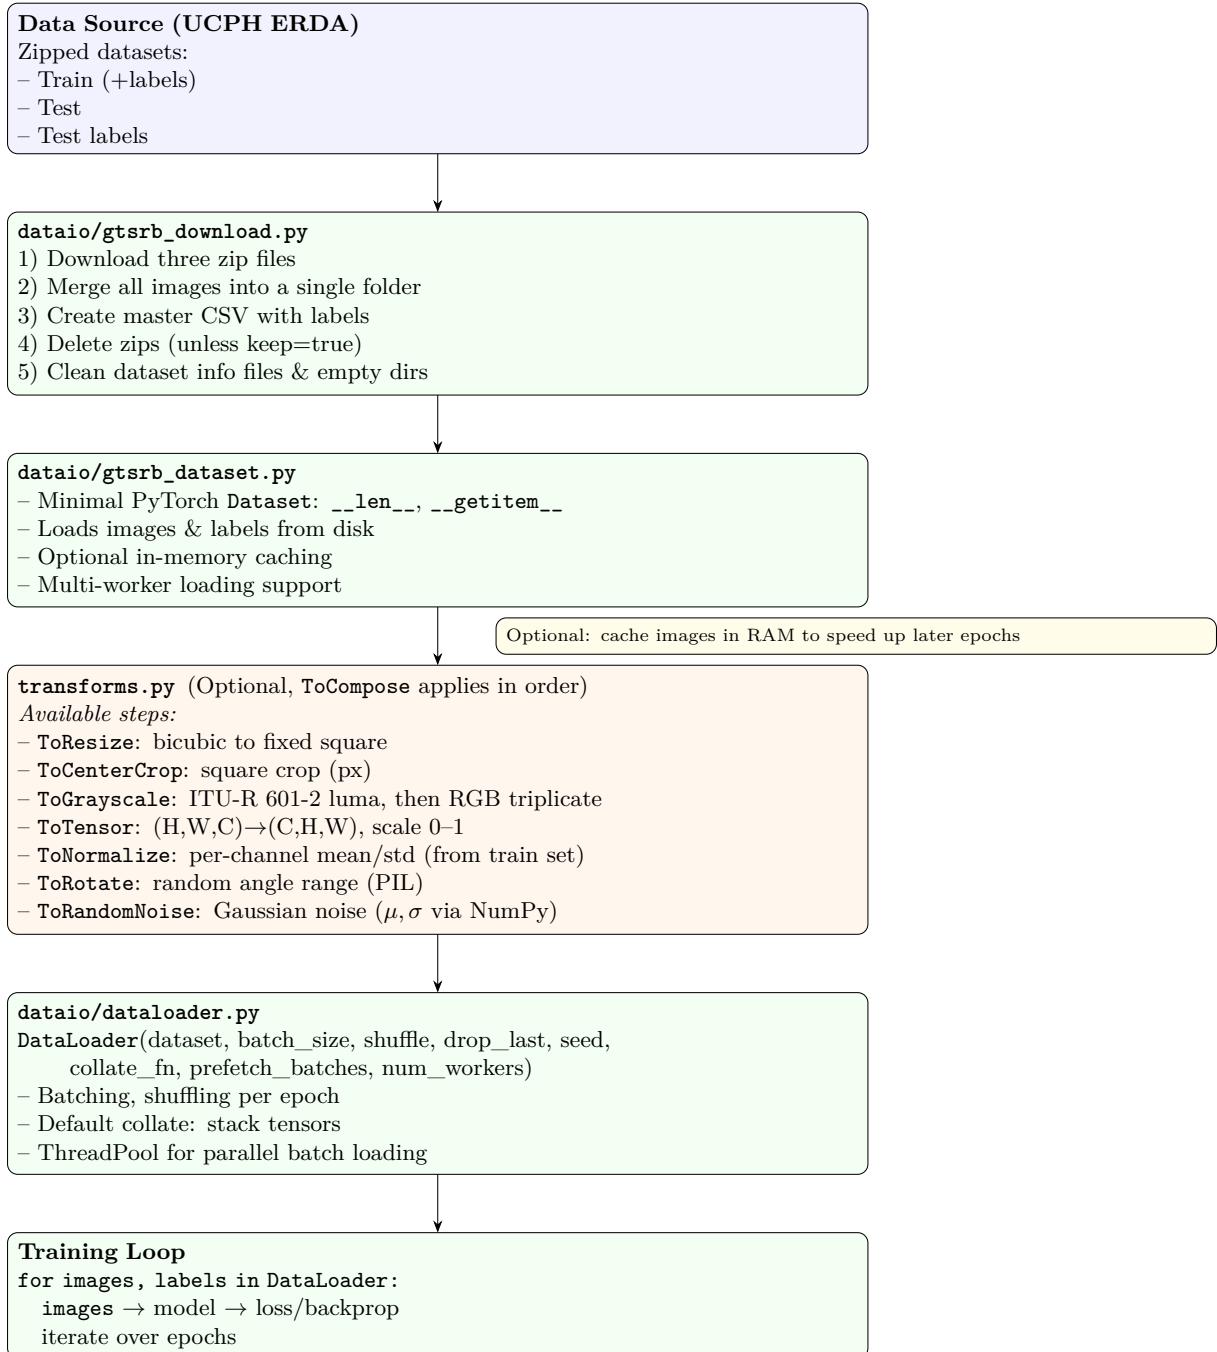 Data Source (UCPH ERDA)
Zipped datasets:
– Train (+labels)
– Test
– Test labels
dataio/gtsrb_download.py
1) Download three zip files
2) Merge all images into a single folder
3) Create master CSV with labels
4) Delete zips (unless keep=true)
5) Clean dataset info files & empty dirs
dataio/gtsrb_dataset.py
– Minimal PyTorch Dataset: __len__, __getitem__
– Loads images & labels from disk
– Optional in-memory caching
– Multi-worker loading support
Optional: cache images in RAM to speed up later epochs
transforms.py (Optional, ToCompose applies in order)
Available steps:
– ToResize: bicubic to fixed square
– ToCenterCrop: square crop (px)
– ToGrayscale: ITU-R 601-2 luma, then RGB triplicate
– ToTensor: (H,W,C)→(C,H,W), scale 0–1
– ToNormalize: per-channel mean/std (from train set)
– ToRotate: random angle range (PIL)
– ToRandomNoise: Gaussian noise (μ, σ via NumPy)
dataio/dataloader.py
DataLoader(dataset, batch_size, shuffle, drop_last, seed,
collate_fn, prefetch_batches, num_workers)
– Batching, shuffling per epoch
– Default collate: stack tensors
– ThreadPool for parallel batch loading
Training Loop
for images, labels in DataLoader:
images → model → loss/backprop
iterate over epochs